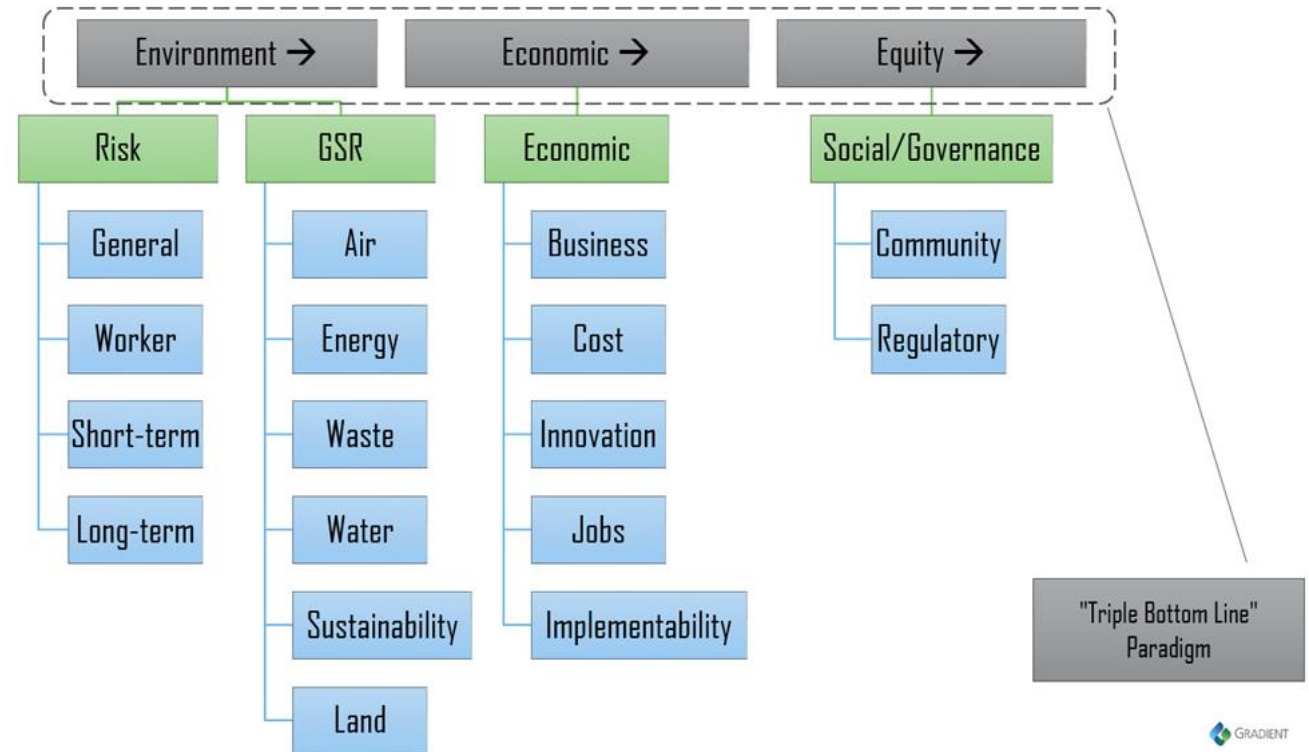 Environment →
Economic →
Equity →
Risk
GSR
Economic
Social/Governance
General
Air
Business
Community
Worker
Energy
Cost
Regulatory
Short-term
Waste
Innovation
Long-term
Water
Jobs
Sustainability
Implementability
Land
"Triple Bottom Line"
Paradigm
GRADIENT